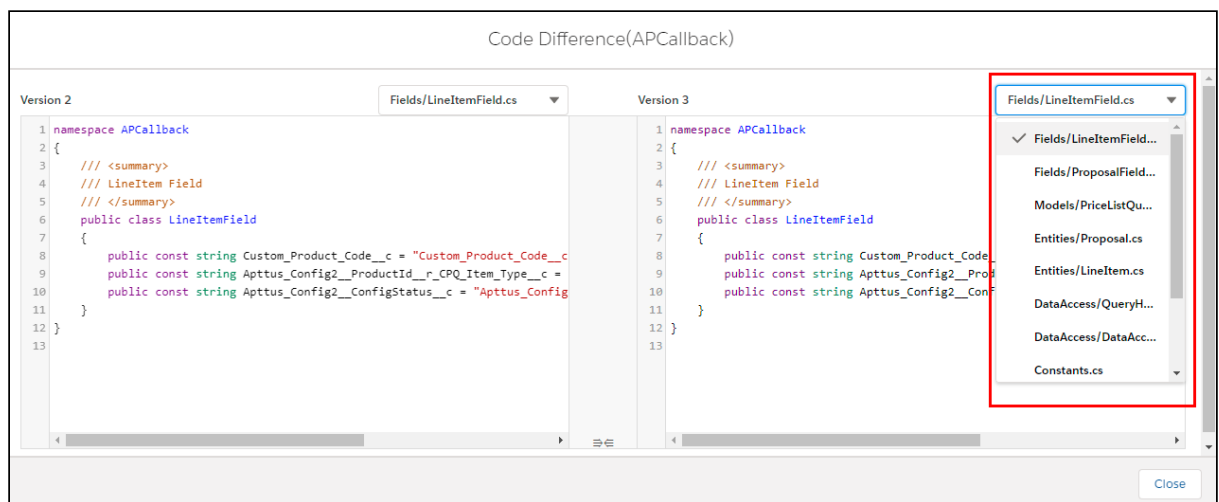 Code Difference(APCallback)
Version 2
Fields/LineItemField.cs
1 namespace APCallback
2 {
3 /// <summary>
4 /// LineItem Field
5 /// </summary>
6 public class LineItemField
7 {
8 public const string Custom_Product_Code__c = "Custom_Product_Code__c
9 public const string Apttus_Config2__ProductId__r_CPQ_Item_Type__c =
10 public const string Apttus_Config2__ConfigStatus__c = "Apttus_Config
11 }
12 }
13
Version 3
Fields/LineItemField.cs
1 namespace APCallback
2 {
3 /// <summary>
4 /// LineItem Field
5 /// </summary>
6 public class LineItemField
7 {
8 public const string Custom_Product_Code_
9 public const string Apttus_Config2__Prod
10 public const string Apttus_Config2__Conf
11 }
12 }
13
Fields/LineItemField...
Fields/ProposalField...
Models/PriceListQu...
Entities/Proposal.cs
Entities/LineItem.cs
DataAccess/QueryH...
DataAccess/DataAcc...
Constants.cs
Close